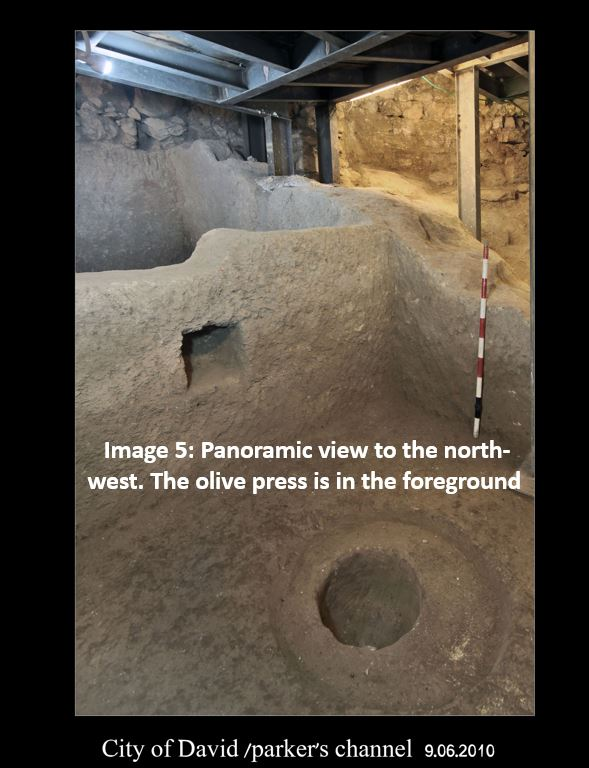 Image 5: Panoramic view to the north-
west. The olive press is in the foreground
City of David /parker's channel 9.06.2010